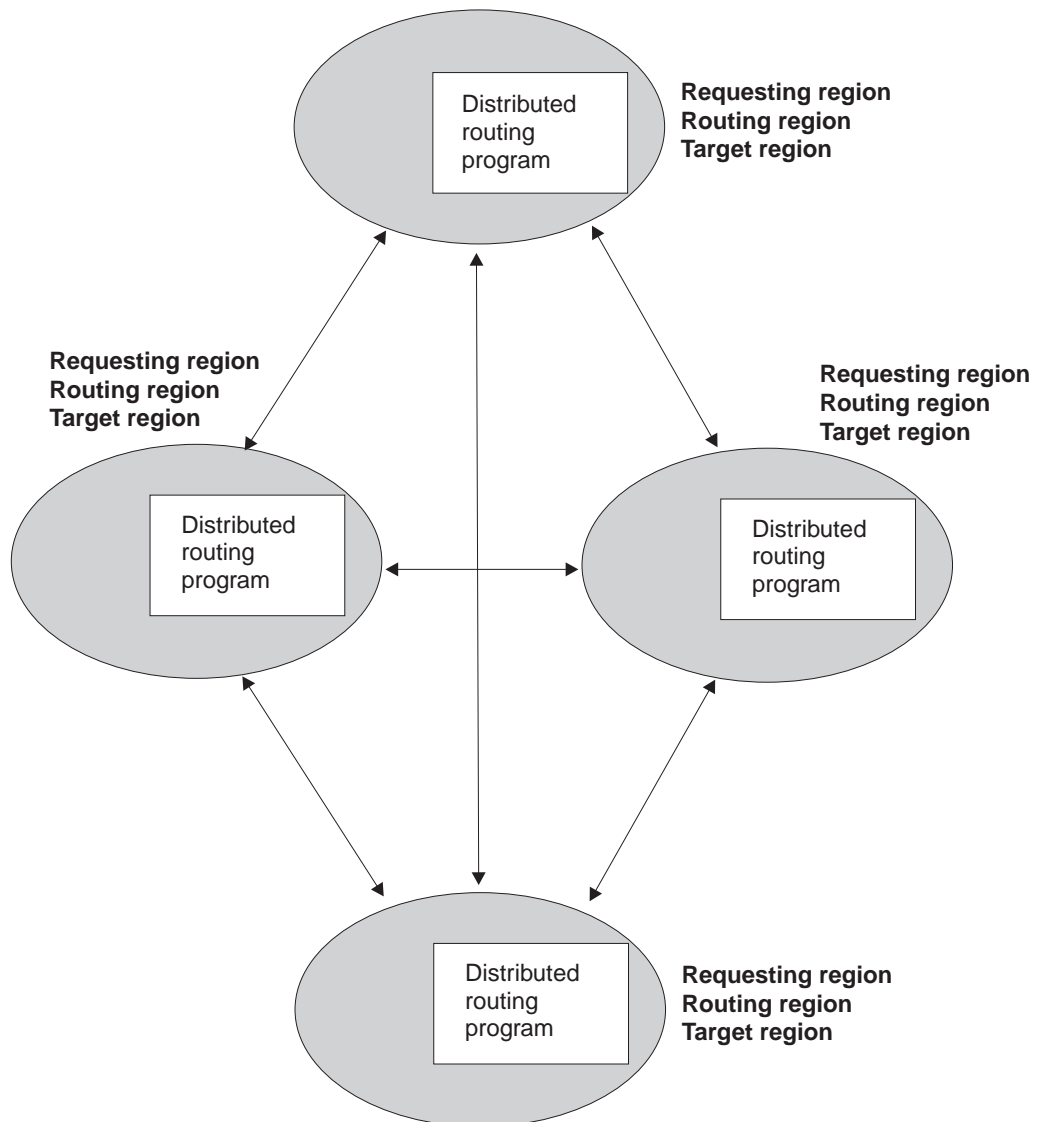 Distributed
routing
program
Requesting region
Routing region
Target region
Requesting region
Routing region
Target region
Distributed
routing
program
Requesting region
Routing region
Target region
Distributed
routing
program
Distributed
routing
program
Requesting region
Routing region
Target region